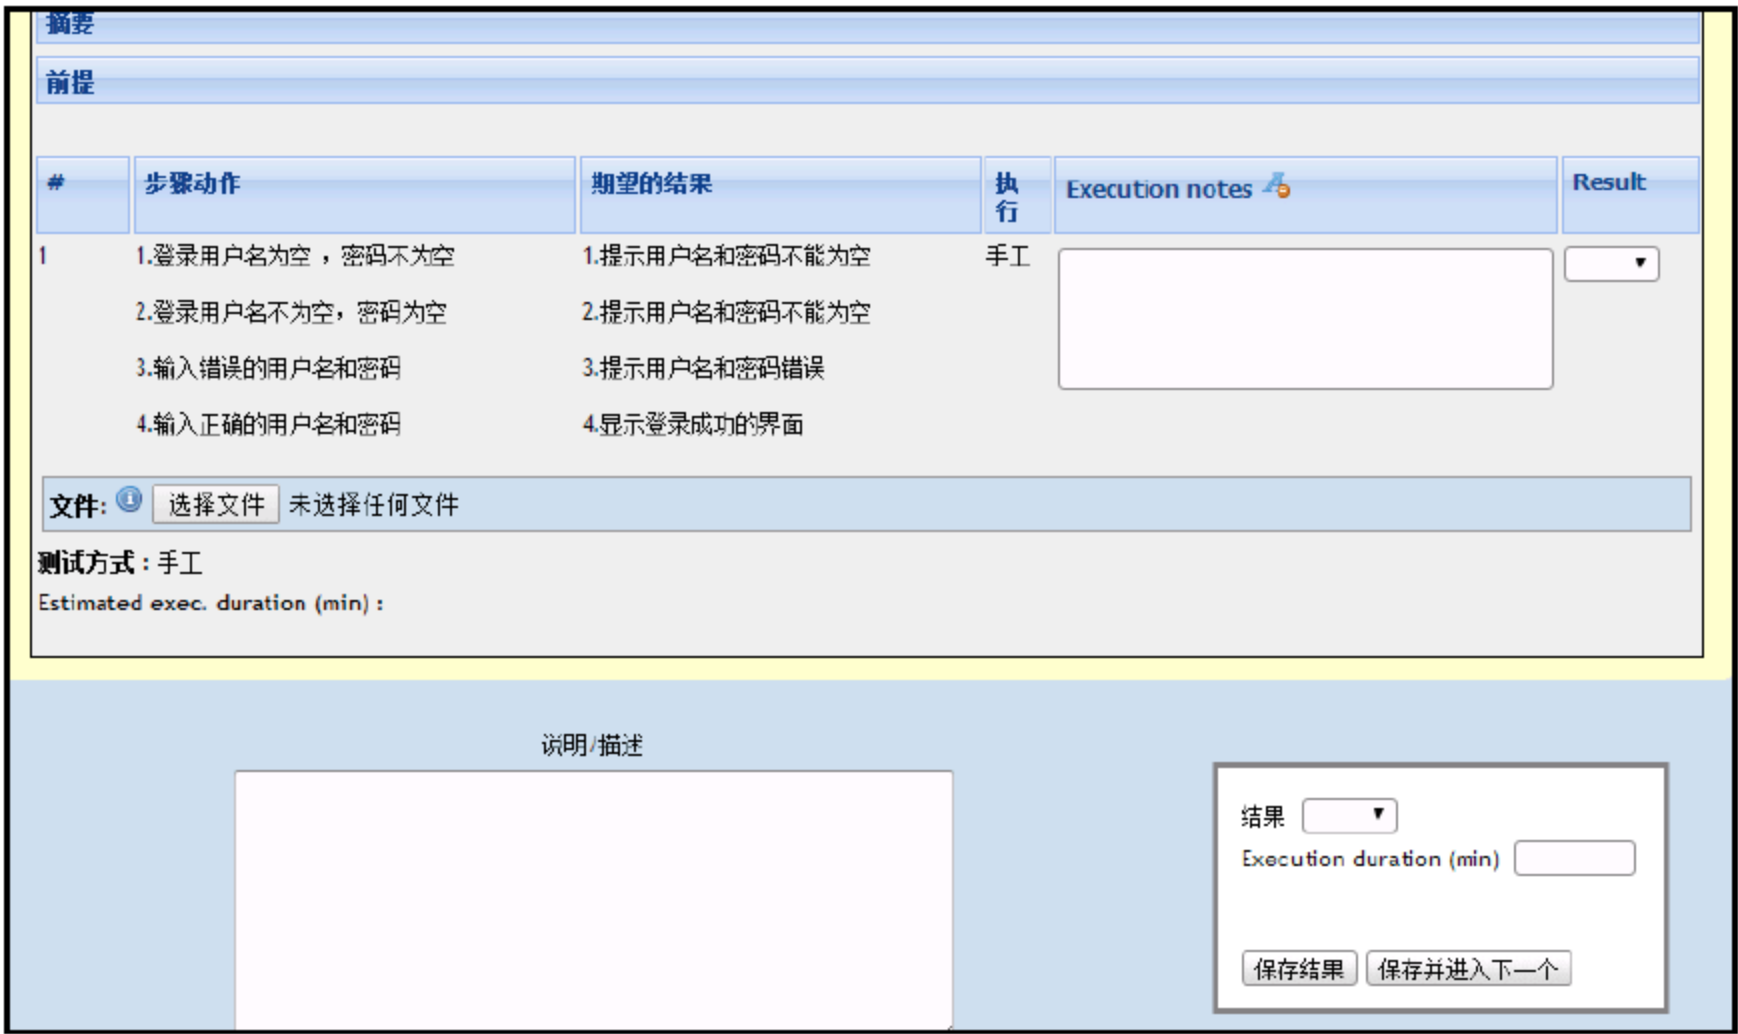 摘要
前提
# 步骤动作 期望的结果 执行 Execution notes Result
1 1.登录用户名为空 ，密码不为空 1.提示用户名和密码不能为空 手工
2.登录用户名不为空，密码为空 2.提示用户名和密码不能为空
3.输入错误的用户名和密码 3.提示用户名和密码错误
4.输入正确的用户名和密码 4.显示登录成功的界面
文件: 选择文件 未选择任何文件
测试方式 : 手工
Estimated exec. duration (min) :
说明/描述
结果
Execution duration (min)
保存结果 保存并进入下一个